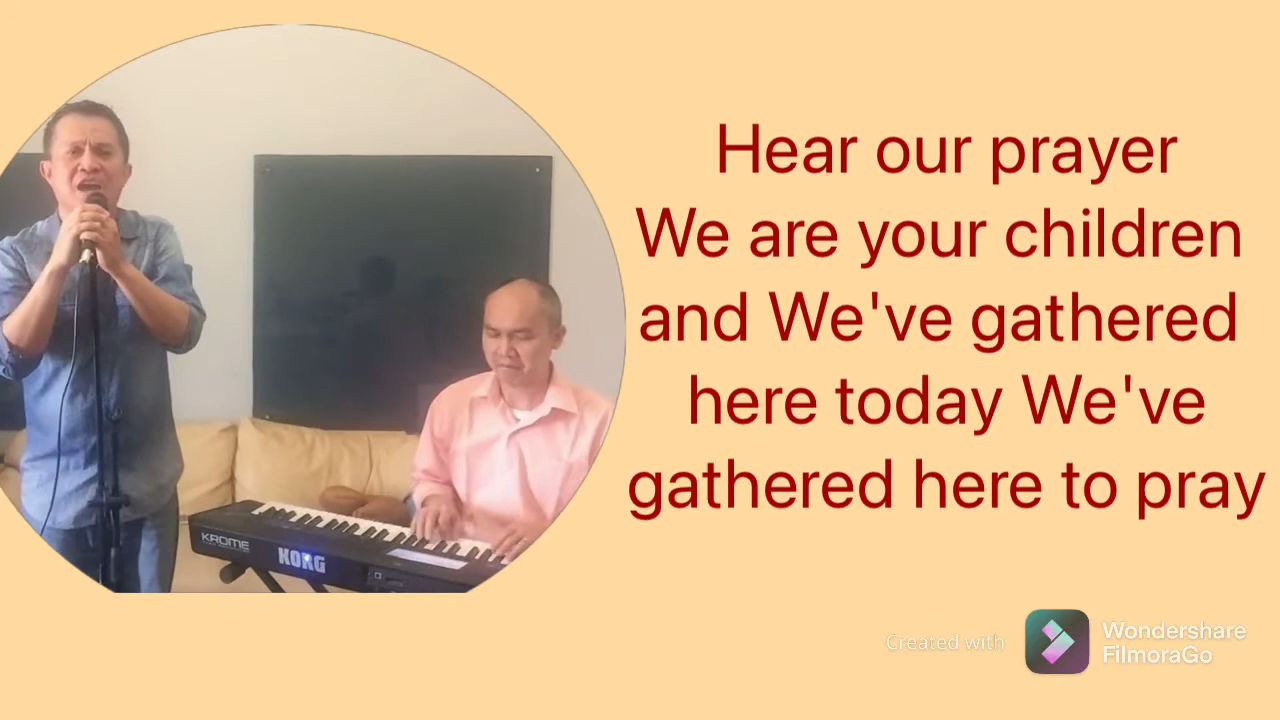 Hear our prayer
We are your children
and We've gathered
here today We've
gathered here to pray
KROME
KORG
Created with
Wondershare
FilmoraGo